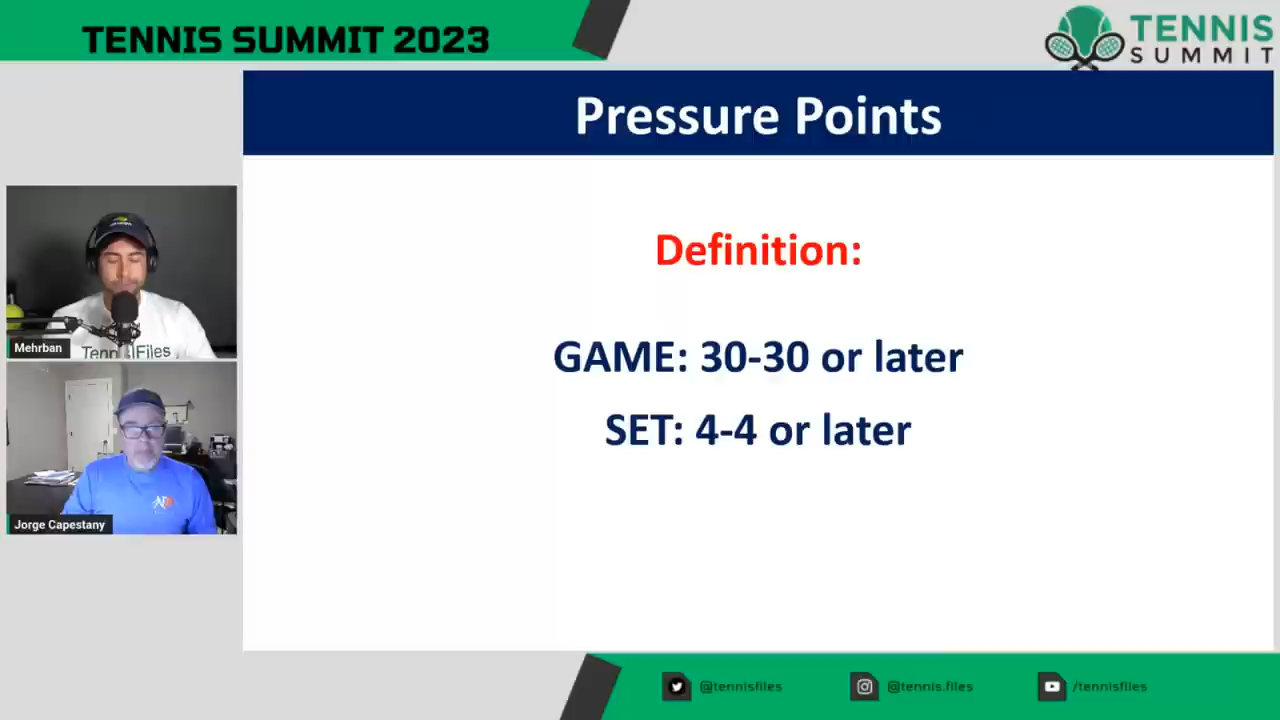 TENNIS SUMMIT 2023
TENNIS
SUMMIT
Pressure Points
Definition:
GAME: 30-30 or later
SET: 4-4 or later
Mehrban
Jorge Capestany
@tennisfiles
@tennis.files
/tennisfiles